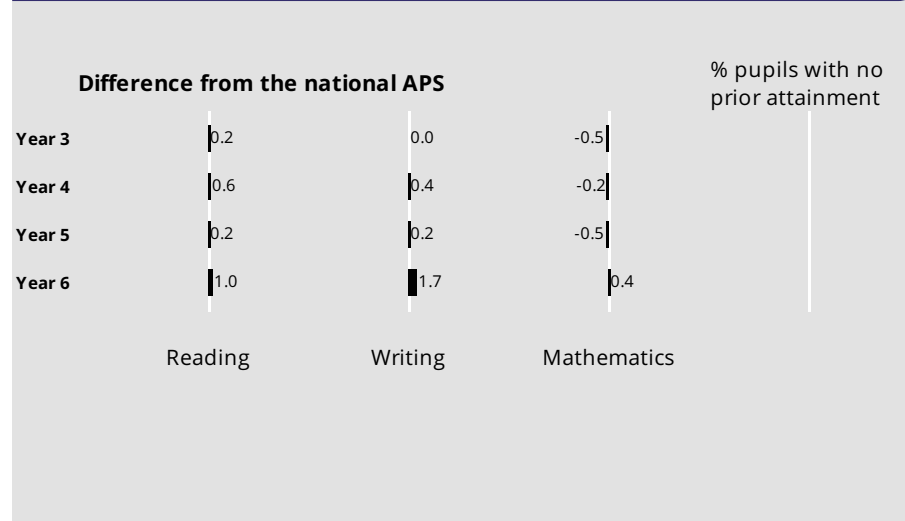 % pupils with no
prior attainment
Difference from the national APS
Year 3 0.2 0.0 -0.5
Year 4 0.6 0.4 -0.2
Year 5 0.2 0.2 -0.5
Year 6 1.0 1.7 0.4
Reading Writing Mathematics